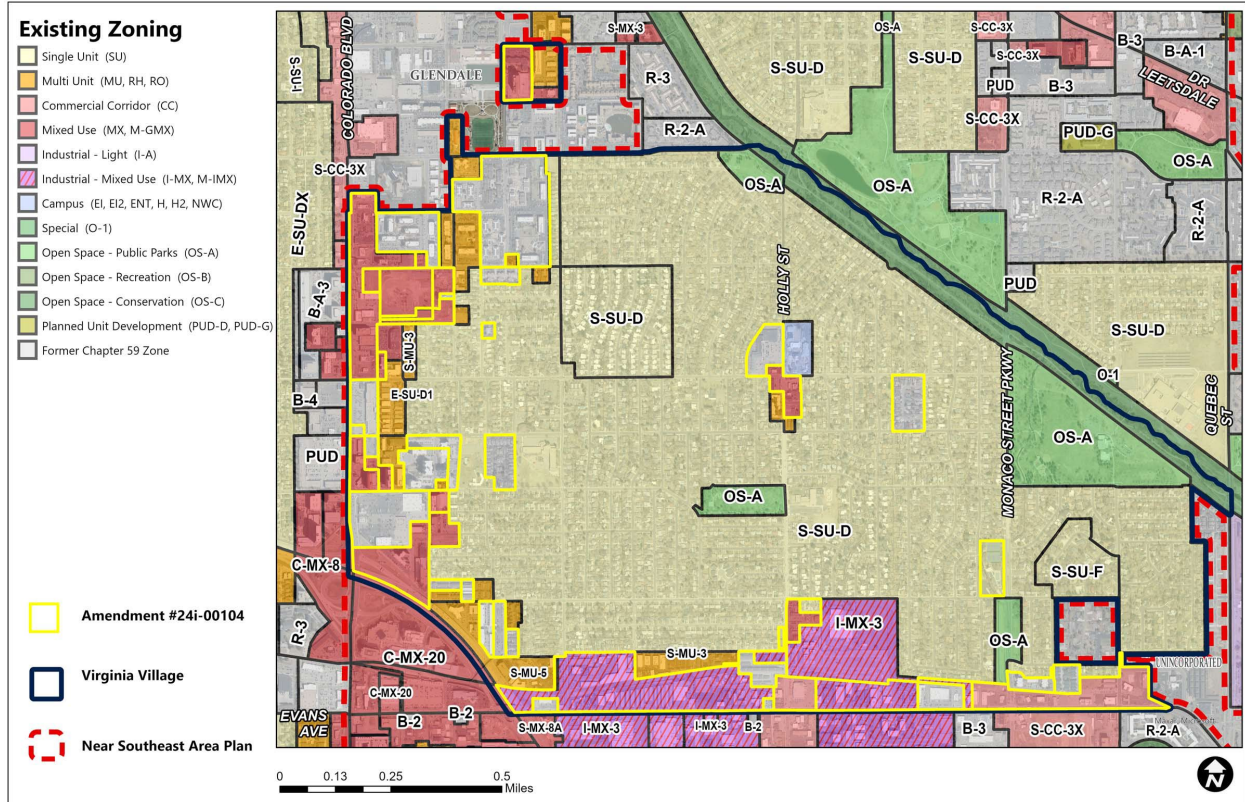 Existing Zoning
Single Unit (SU)
Multi Unit (MU, RH, RO)
Commercial Corridor (CC)
Mixed Use (MX, M-GMX)
Industrial - Light (I-A)
Industrial - Mixed Use (I-MX, M-IMX)
Campus (EI, EI2, ENT, H, H2, NWC)
Special (O-1)
Open Space - Public Parks (OS-A)
Open Space - Recreation (OS-B)
Open Space - Conservation (OS-C)
Planned Unit Development (PUD-D, PUD-G)
Former Chapter 59 Zone
Amendment #24i-00104
Virginia Village
Near Southeast Area Plan
S-SU-I
COLORADO BLVD
GLENDALE
S-MX-3
R-3
R-2-A
S-SU-D
OS-A
S-SU-D
S-CC-3X
B-3
B-A-1
PUD
B-3
DR
LEETSDALE
S-CC-3X
PUD-G
OS-A
S-CC-3X
E-SU-DX
OS-A
OS-A
R-2-A
R-2-A
HOLLY ST
PUD
B-A-3
S-MU-3
S-SU-D
S-SU-D
MONACO STREET PKWY
O-1
QUEBEC
ST
B-4
E-SU-D1
PUD
OS-A
OS-A
S-SU-D
C-MX-8
S-SU-F
R-3
I-MX-3
OS-A
C-MX-20
S-MU-5
S-MU-3
UNINCORPORATED
C-MX-20
EVANS
AVE
B-2
B-2
S-MX-8A
I-MX-3
I-MX-3
B-2
B-3
S-CC-3X
R-2-A
0 0.13 0.25 0.5
Miles
N